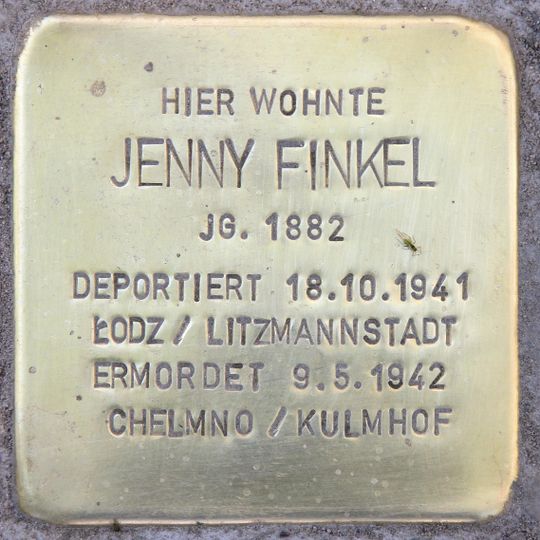 HIER WOHNTE
JENNY FINKEL
JG. 1882
DEPORTIERT 18.10.1941
ŁODZ / LITZMANNSTADT
ERMORDET 9.5.1942
CHELMNO / KULMHOF